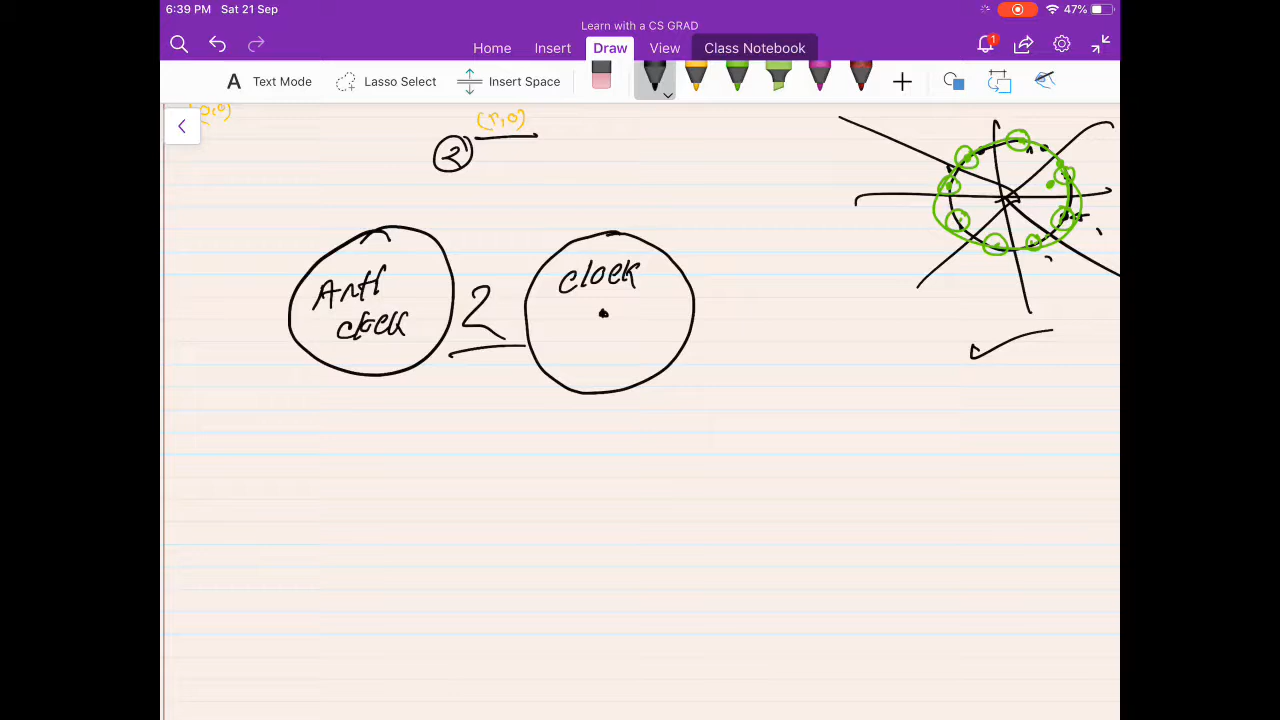 6:39 PM Sat 21 Sep
47%
Learn with a CS GRAD
Home Insert Draw View Class Notebook
1
A Text Mode Lasso Select Insert Space
(r,0)
2
Anti clock
2
clock